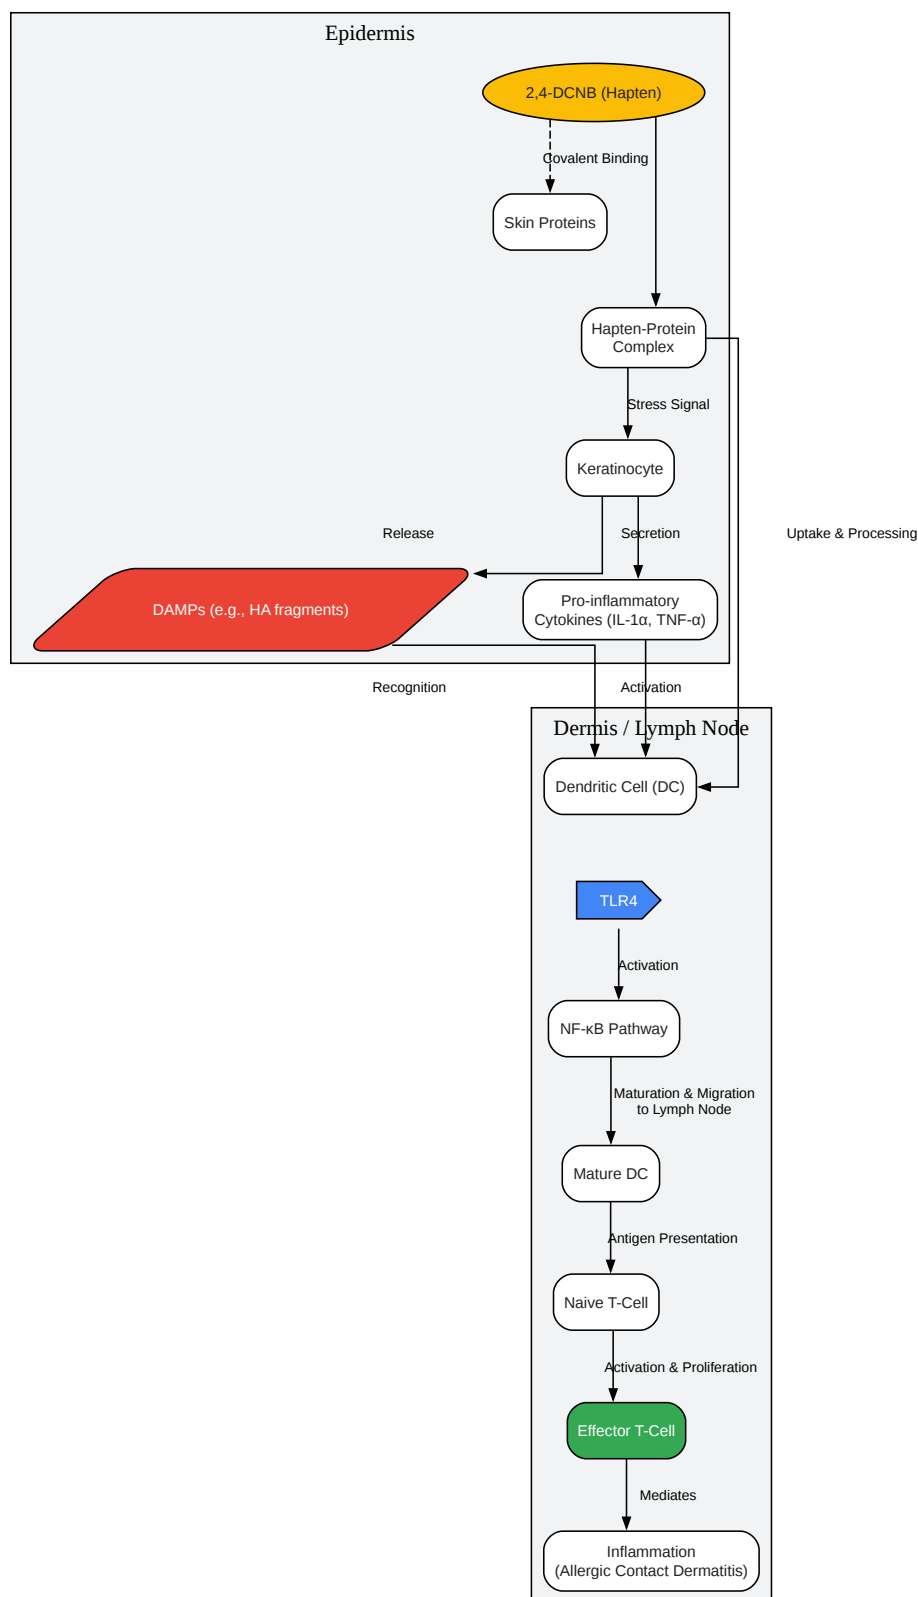 Epidermis
2,4-DCNB (Hapten)
Covalent Binding
Skin Proteins
Hapten-Protein
Complex
Stress Signal
Keratinocyte
Release
Secretion
Uptake & Processing
DAMPs (e.g., HA fragments)
Pro-inflammatory
Cytokines (IL-1α, TNF-α)
Recognition
Activation
Dermis / Lymph Node
Dendritic Cell (DC)
TLR4
Activation
NF-κB Pathway
Maturation & Migration
to Lymph Node
Mature DC
Antigen Presentation
Naive T-Cell
Activation & Proliferation
Effector T-Cell
Mediates
Inflammation
(Allergic Contact Dermatitis)